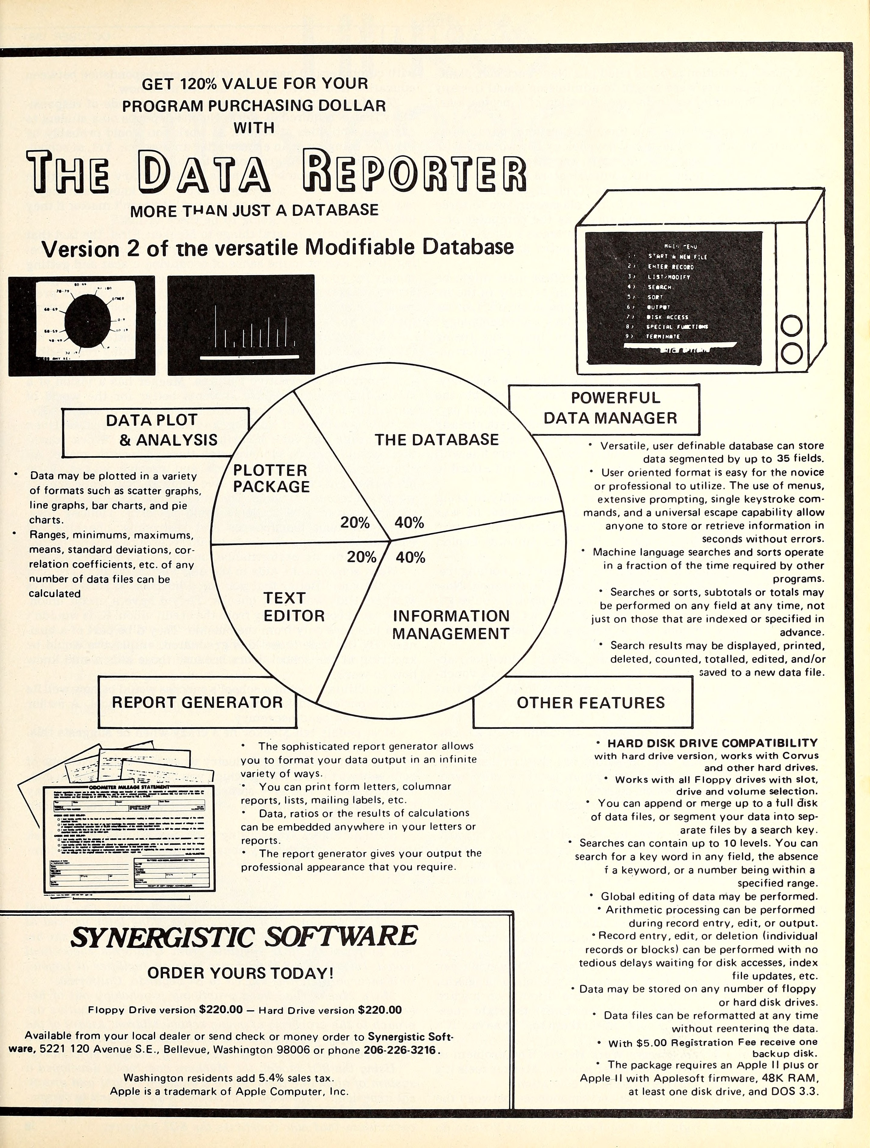 GET 120% VALUE FOR YOUR
PROGRAM PURCHASING DOLLAR
WITH
THE DATA REPORTER
MORE THAN JUST A DATABASE
Version 2 of the versatile Modifiable Database
MAIN MENU
1) START A NEW FILE
2) ENTER RECORD
3) LIST/MODIFY
4) SEARCH
5) SORT
6) OUTPUT
7) DISK ACCESS
8) SPECIAL FUNCTIONS
9) TERMINATE
DATA PLOT
& ANALYSIS
• Data may be plotted in a variety
of formats such as scatter graphs,
line graphs, bar charts, and pie
charts.
• Ranges, minimums, maximums,
means, standard deviations, cor-
relation coefficients, etc. of any
number of data files can be
calculated
PLOTTER
PACKAGE
20%
THE DATABASE
40%
20%
TEXT
EDITOR
40%
INFORMATION
MANAGEMENT
POWERFUL
DATA MANAGER
• Versatile, user definable database can store
data segmented by up to 35 fields.
• User oriented format is easy for the novice
or professional to utilize. The use of menus,
extensive prompting, single keystroke com-
mands, and a universal escape capability allow
anyone to store or retrieve information in
seconds without errors.
• Machine language searches and sorts operate
in a fraction of the time required by other
programs.
• Searches or sorts, subtotals or totals may
be performed on any field at any time, not
just on those that are indexed or specified in
advance.
• Search results may be displayed, printed,
deleted, counted, totalled, edited, and/or
saved to a new data file.
REPORT GENERATOR
ODOMETER MILEAGE STATEMENT
• The sophisticated report generator allows
you to format your data output in an infinite
variety of ways.
• You can print form letters, columnar
reports, lists, mailing labels, etc.
• Data, ratios or the results of calculations
can be embedded anywhere in your letters or
reports.
• The report generator gives your output the
professional appearance that you require.
OTHER FEATURES
• HARD DISK DRIVE COMPATIBILITY
with hard drive version, works with Corvus
and other hard drives.
• Works with all Floppy drives with slot,
drive and volume selection.
• You can append or merge up to a full disk
of data files, or segment your data into sep-
arate files by a search key.
• Searches can contain up to 10 levels. You can
search for a key word in any field, the absence
f a keyword, or a number being within a
specified range.
• Global editing of data may be performed.
• Arithmetic processing can be performed
during record entry, edit, or output.
• Record entry, edit, or deletion (individual
records or blocks) can be performed with no
tedious delays waiting for disk accesses, index
file updates, etc.
• Data may be stored on any number of floppy
or hard disk drives.
• Data files can be reformatted at any time
without reentering the data.
• With $5.00 Registration Fee receive one
backup disk.
• The package requires an Apple II plus or
Apple II with Applesoft firmware, 48K RAM,
at least one disk drive, and DOS 3.3.
SYNERGISTIC SOFTWARE
ORDER YOURS TODAY!
Floppy Drive version $220.00 — Hard Drive version $220.00
Available from your local dealer or send check or money order to Synergistic Soft-
ware, 5221 120 Avenue S.E., Bellevue, Washington 98006 or phone 206-226-3216.
Washington residents add 5.4% sales tax.
Apple is a trademark of Apple Computer, Inc.